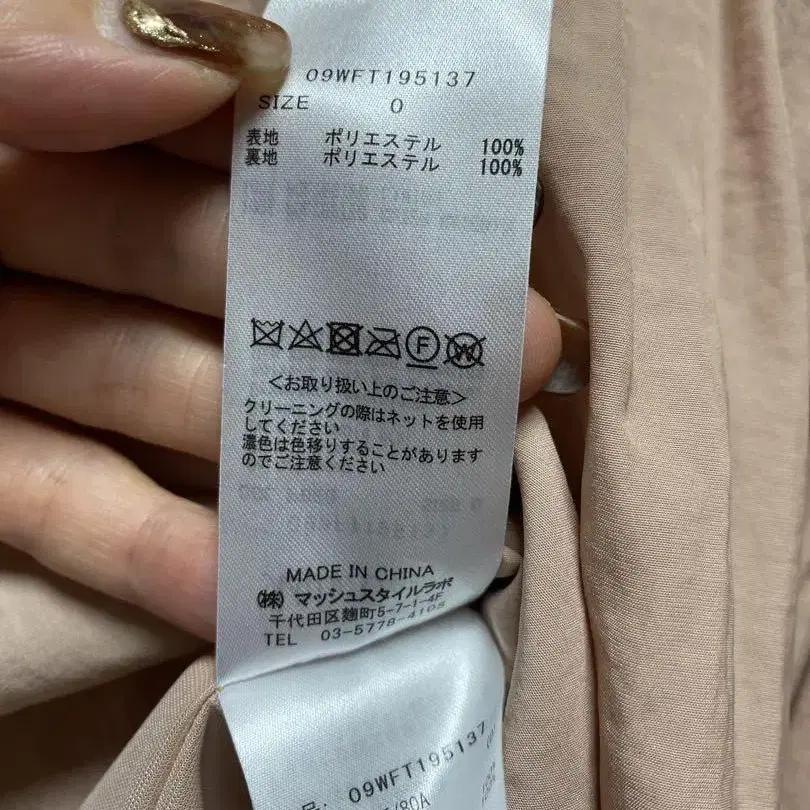 09WFT195137
SIZE 0
表地 ポリエステル 100%
裏地 ポリエステル 100%
F W
＜お取り扱い上のご注意＞
クリーニングの際はネットを使用
してください
濃色は色移りすることがあります
のでご注意ください
MADE IN CHINA
㈱ マッシュスタイルラボ
千代田区麹町5-7-1-4F
TEL 03-5778-4105
号: 09WFT195137
/80A